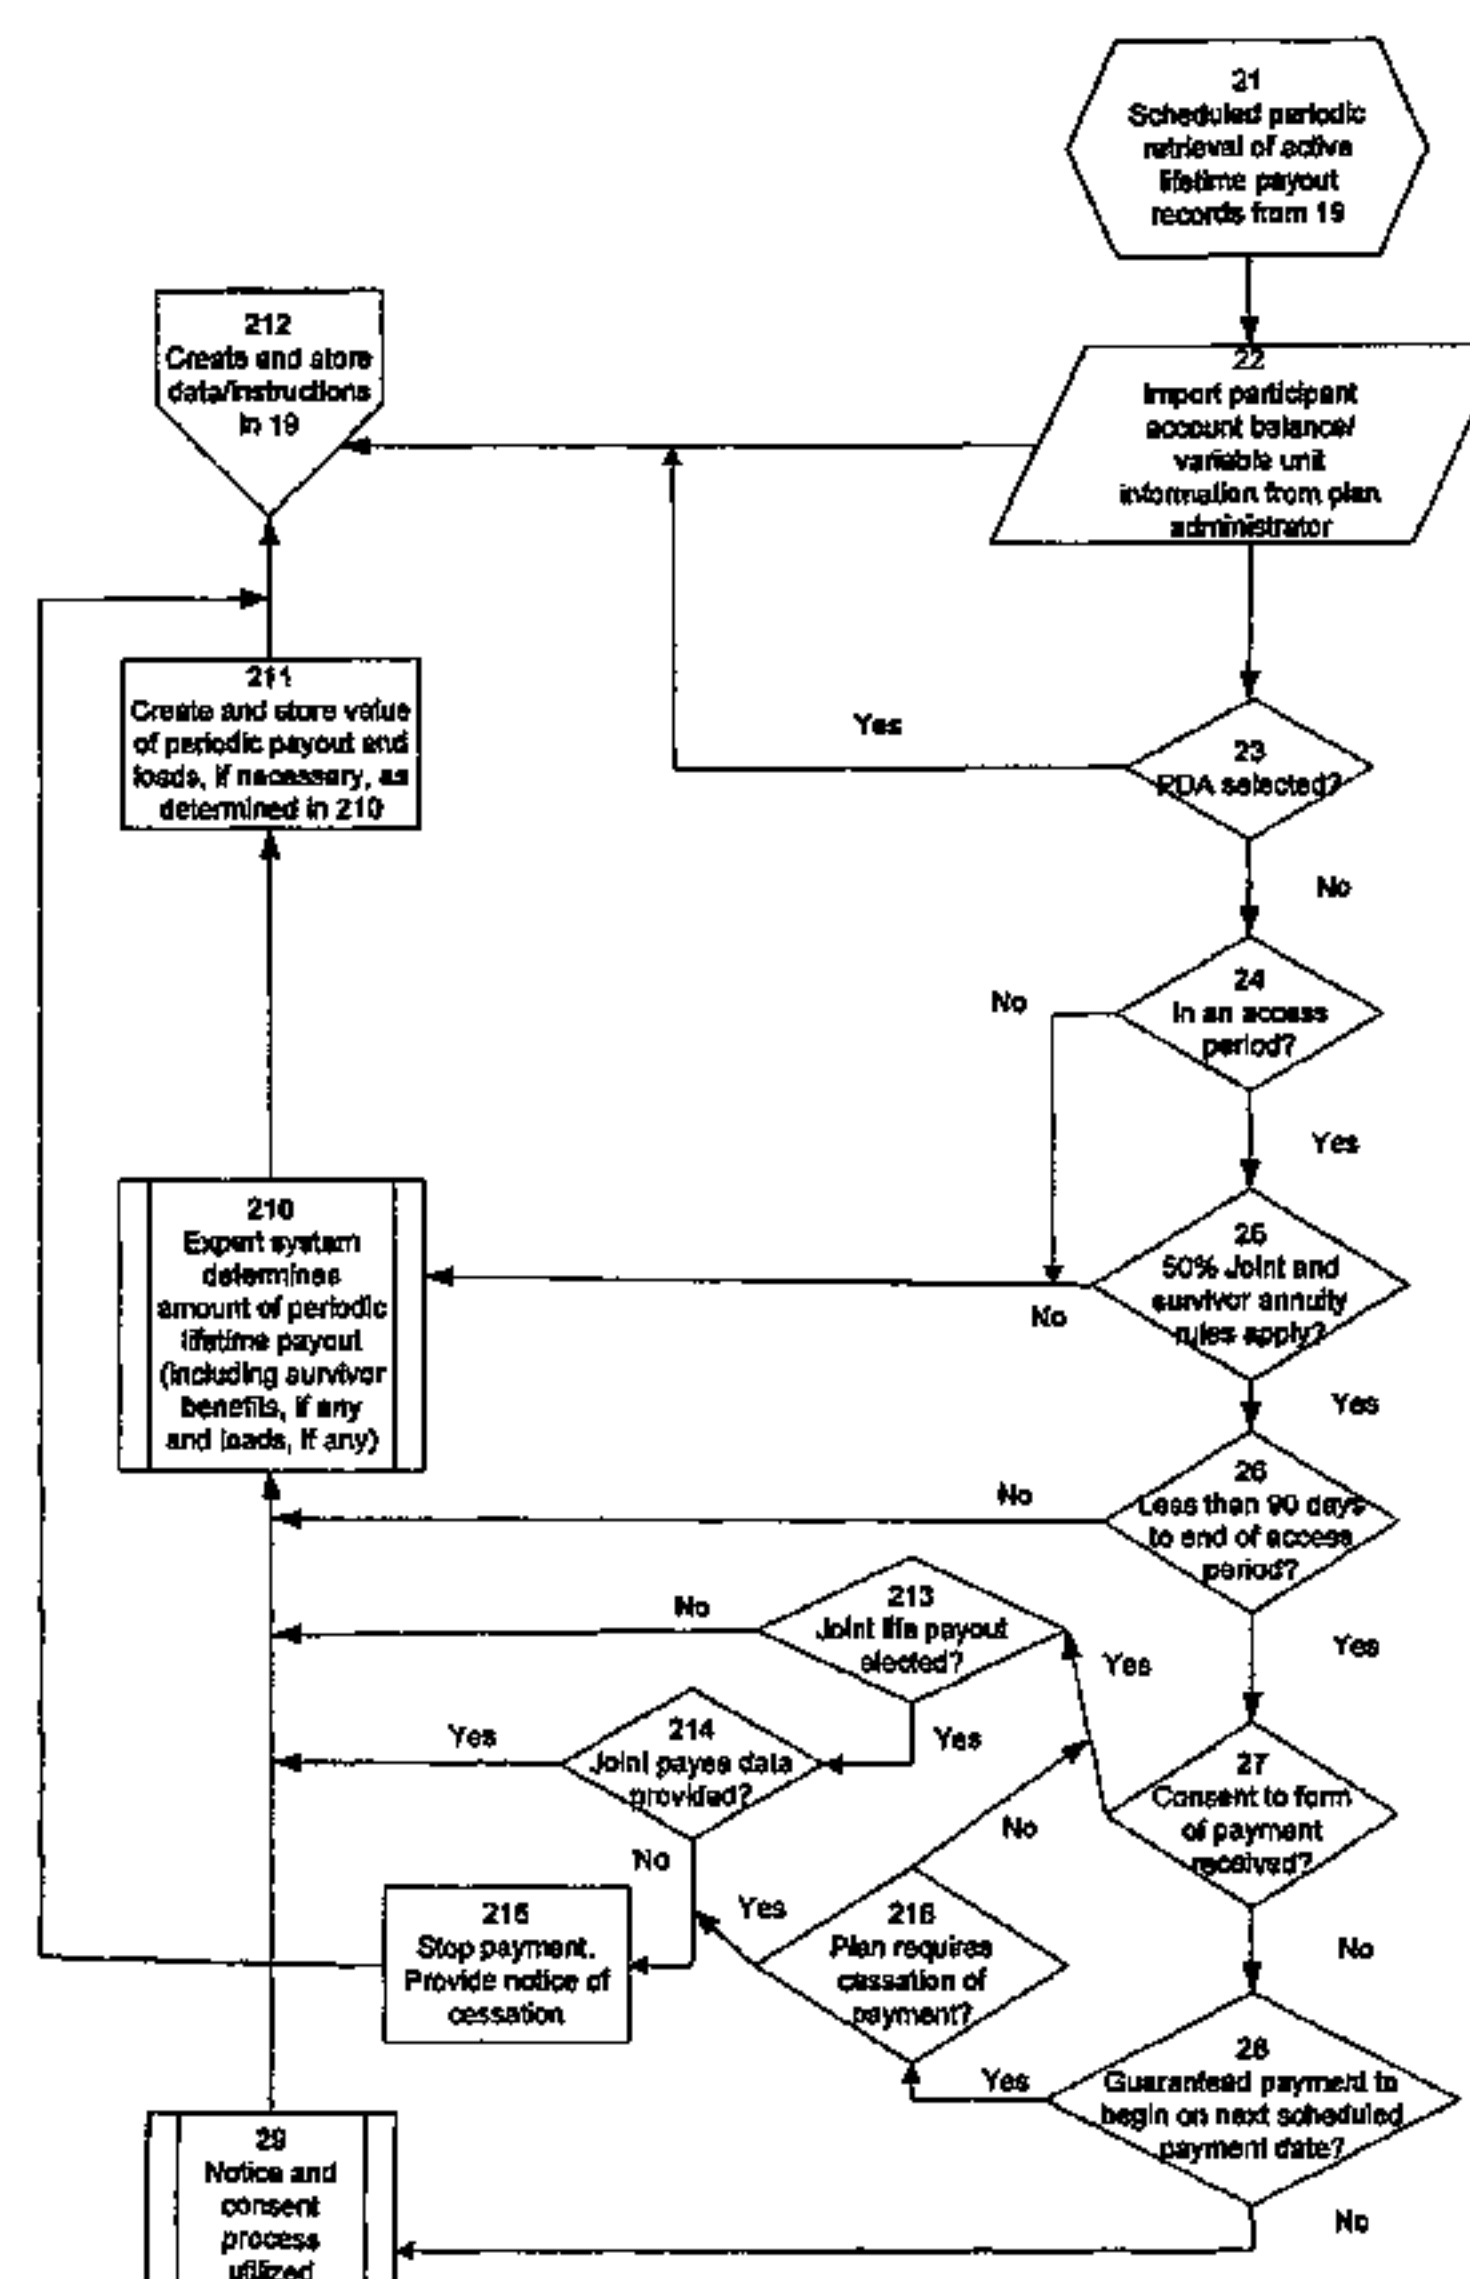 21
Scheduled periodic
retrieval of active
lifetime payout
records from 19
212
Create and store
data/instructions
in 19
22
Import participant
account balance/
variable unit
information from plan
administrator
211
Create and store value
of periodic payout and
loads, if necessary, as
determined in 210
Yes
23
PDA selected?
No
24
In an access
period?
No
Yes
210
Expert system
determines
amount of periodic
lifetime payout
(including survivor
benefits, if any
and loads, if any)
25
50% Joint and
survivor annuity
rules apply?
No
Yes
26
Less than 90 days
to end of access
period?
No
Yes
213
Joint life payout
elected?
No
Yes
Yes
214
Joint payee data
provided?
Yes
No
27
Consent to form
of payment
received?
No
No
215
Stop payment.
Provide notice of
cessation
Yes
216
Plan requires
cessation of
payment?
28
Guaranteed payment to
begin on next scheduled
payment date?
Yes
No
29
Notice and
consent
process
utilized